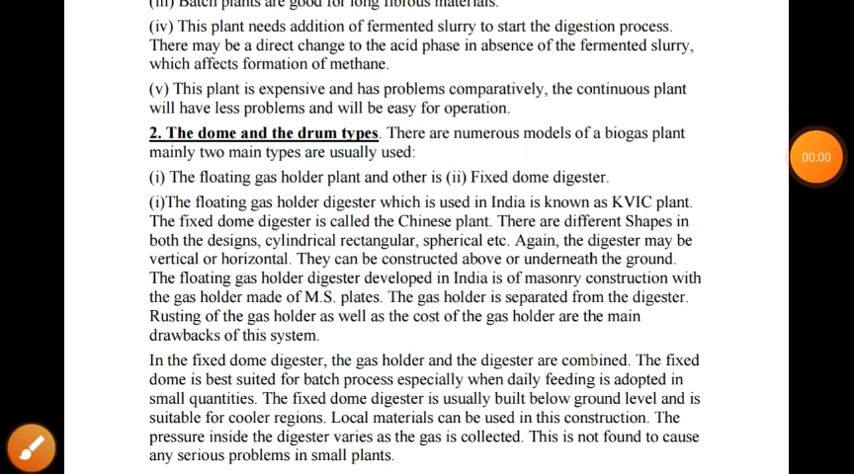 (iii) Batch plants are good for long fibrous materials.
(iv) This plant needs addition of fermented slurry to start the digestion process.
There may be a direct change to the acid phase in absence of the fermented slurry,
which affects formation of methane.
(v) This plant is expensive and has problems comparatively, the continuous plant
will have less problems and will be easy for operation.
2. The dome and the drum types. There are numerous models of a biogas plant
mainly two main types are usually used:
(i) The floating gas holder plant and other is (ii) Fixed dome digester.
(i)The floating gas holder digester which is used in India is known as KVIC plant.
The fixed dome digester is called the Chinese plant. There are different Shapes in
both the designs, cylindrical rectangular, spherical etc. Again, the digester may be
vertical or horizontal. They can be constructed above or underneath the ground.
The floating gas holder digester developed in India is of masonry construction with
the gas holder made of M.S. plates. The gas holder is separated from the digester.
Rusting of the gas holder as well as the cost of the gas holder are the main
drawbacks of this system.
In the fixed dome digester, the gas holder and the digester are combined. The fixed
dome is best suited for batch process especially when daily feeding is adopted in
small quantities. The fixed dome digester is usually built below ground level and is
suitable for cooler regions. Local materials can be used in this construction. The
pressure inside the digester varies as the gas is collected. This is not found to cause
any serious problems in small plants.
00:00